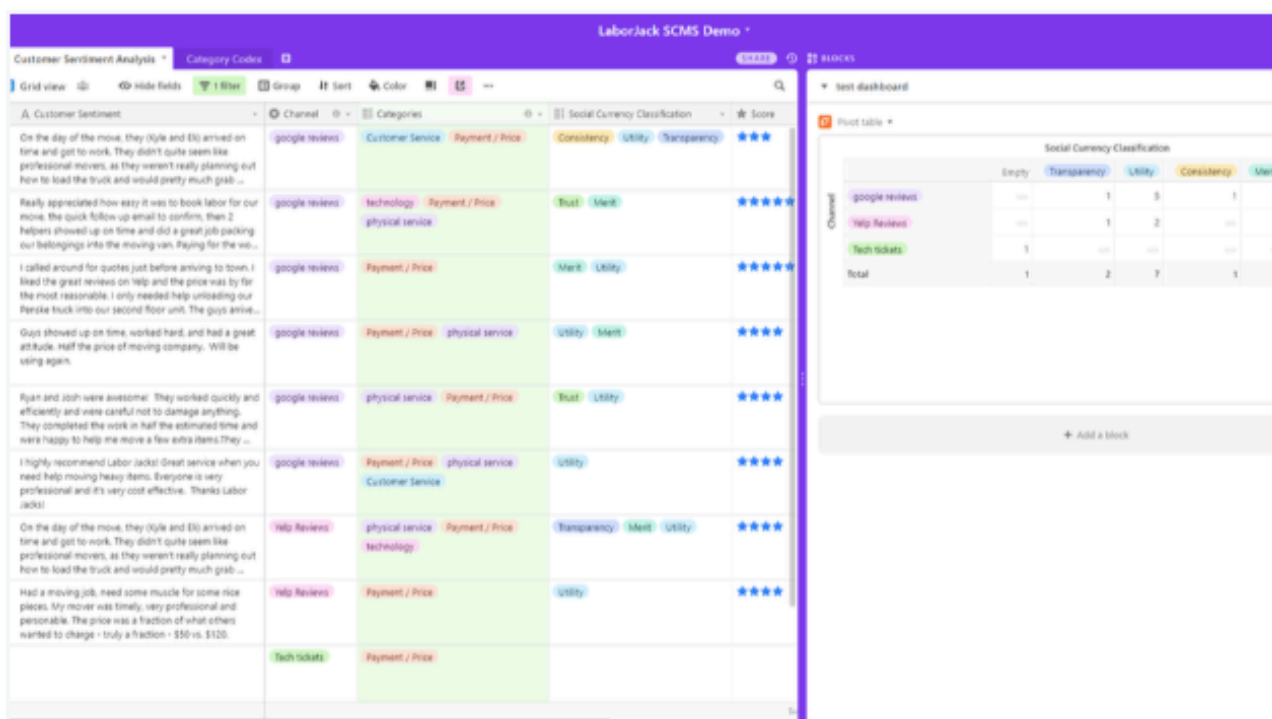 LaborJack SCMS Demo
Customer Sentiment Analysis Category Codes SHARE BLOCKS
Grid view Hide fields 1 filter Group Sort Color
test dashboard
Customer Sentiment Channel Categories Social Currency Classification Score
On the day of the move, they (Kyle and Eli) arrived on
time and got to work. They didn't quite seem like
professional movers, as they weren't really planning out
how to load the truck and would pretty much grab ...
google reviews Customer Service Payment / Price Consistency Utility Transparency
Really appreciated how easy it was to book labor for our
move, the quick follow up email to confirm, then 2
helpers showed up on time and did a great job packing
our belongings into the moving van. Paying for the wo...
google reviews technology Payment / Price Trust Merit
physical service
I called around for quotes just before arriving to town. I
liked the great reviews on Yelp and the price was by far
the most reasonable. I only needed help unloading our
Penske truck into our second floor unit. The guys arrive...
google reviews Payment / Price Merit Utility
Guys showed up on time, worked hard, and had a great
attitude. Half the price of moving company. Will be
using again.
google reviews Payment / Price physical service Utility Merit
Ryan and Josh were awesome! They worked quickly and
efficiently and were careful not to damage anything.
They completed the work in half the estimated time and
were happy to help me move a few extra items.They ...
google reviews physical service Payment / Price Trust Utility
I highly recommend Labor Jacks! Great service when you
need help moving heavy items. Everyone is very
professional and it's very cost effective. Thanks Labor
Jacks!
google reviews Payment / Price physical service Utility
Customer Service
On the day of the move, they (Kyle and Eli) arrived on
time and got to work. They didn't quite seem like
professional movers, as they weren't really planning out
how to load the truck and would pretty much grab ...
Yelp Reviews physical service Payment / Price Transparency Merit Utility
technology
Had a moving job, need some muscle for some nice
pieces. My mover was timely, very professional and
personable. The price was a fraction of what others
wanted to charge - truly a fraction - $50 vs. $120.
Yelp Reviews Payment / Price Utility
Tech tickets Payment / Price
Pivot table
Social Currency Classification
Empty Transparency Utility Consistency Mer
Channel
google reviews 1 5 1
Yelp Reviews 1 2
Tech tickets 1
Total 1 2 7 1
+ Add a block